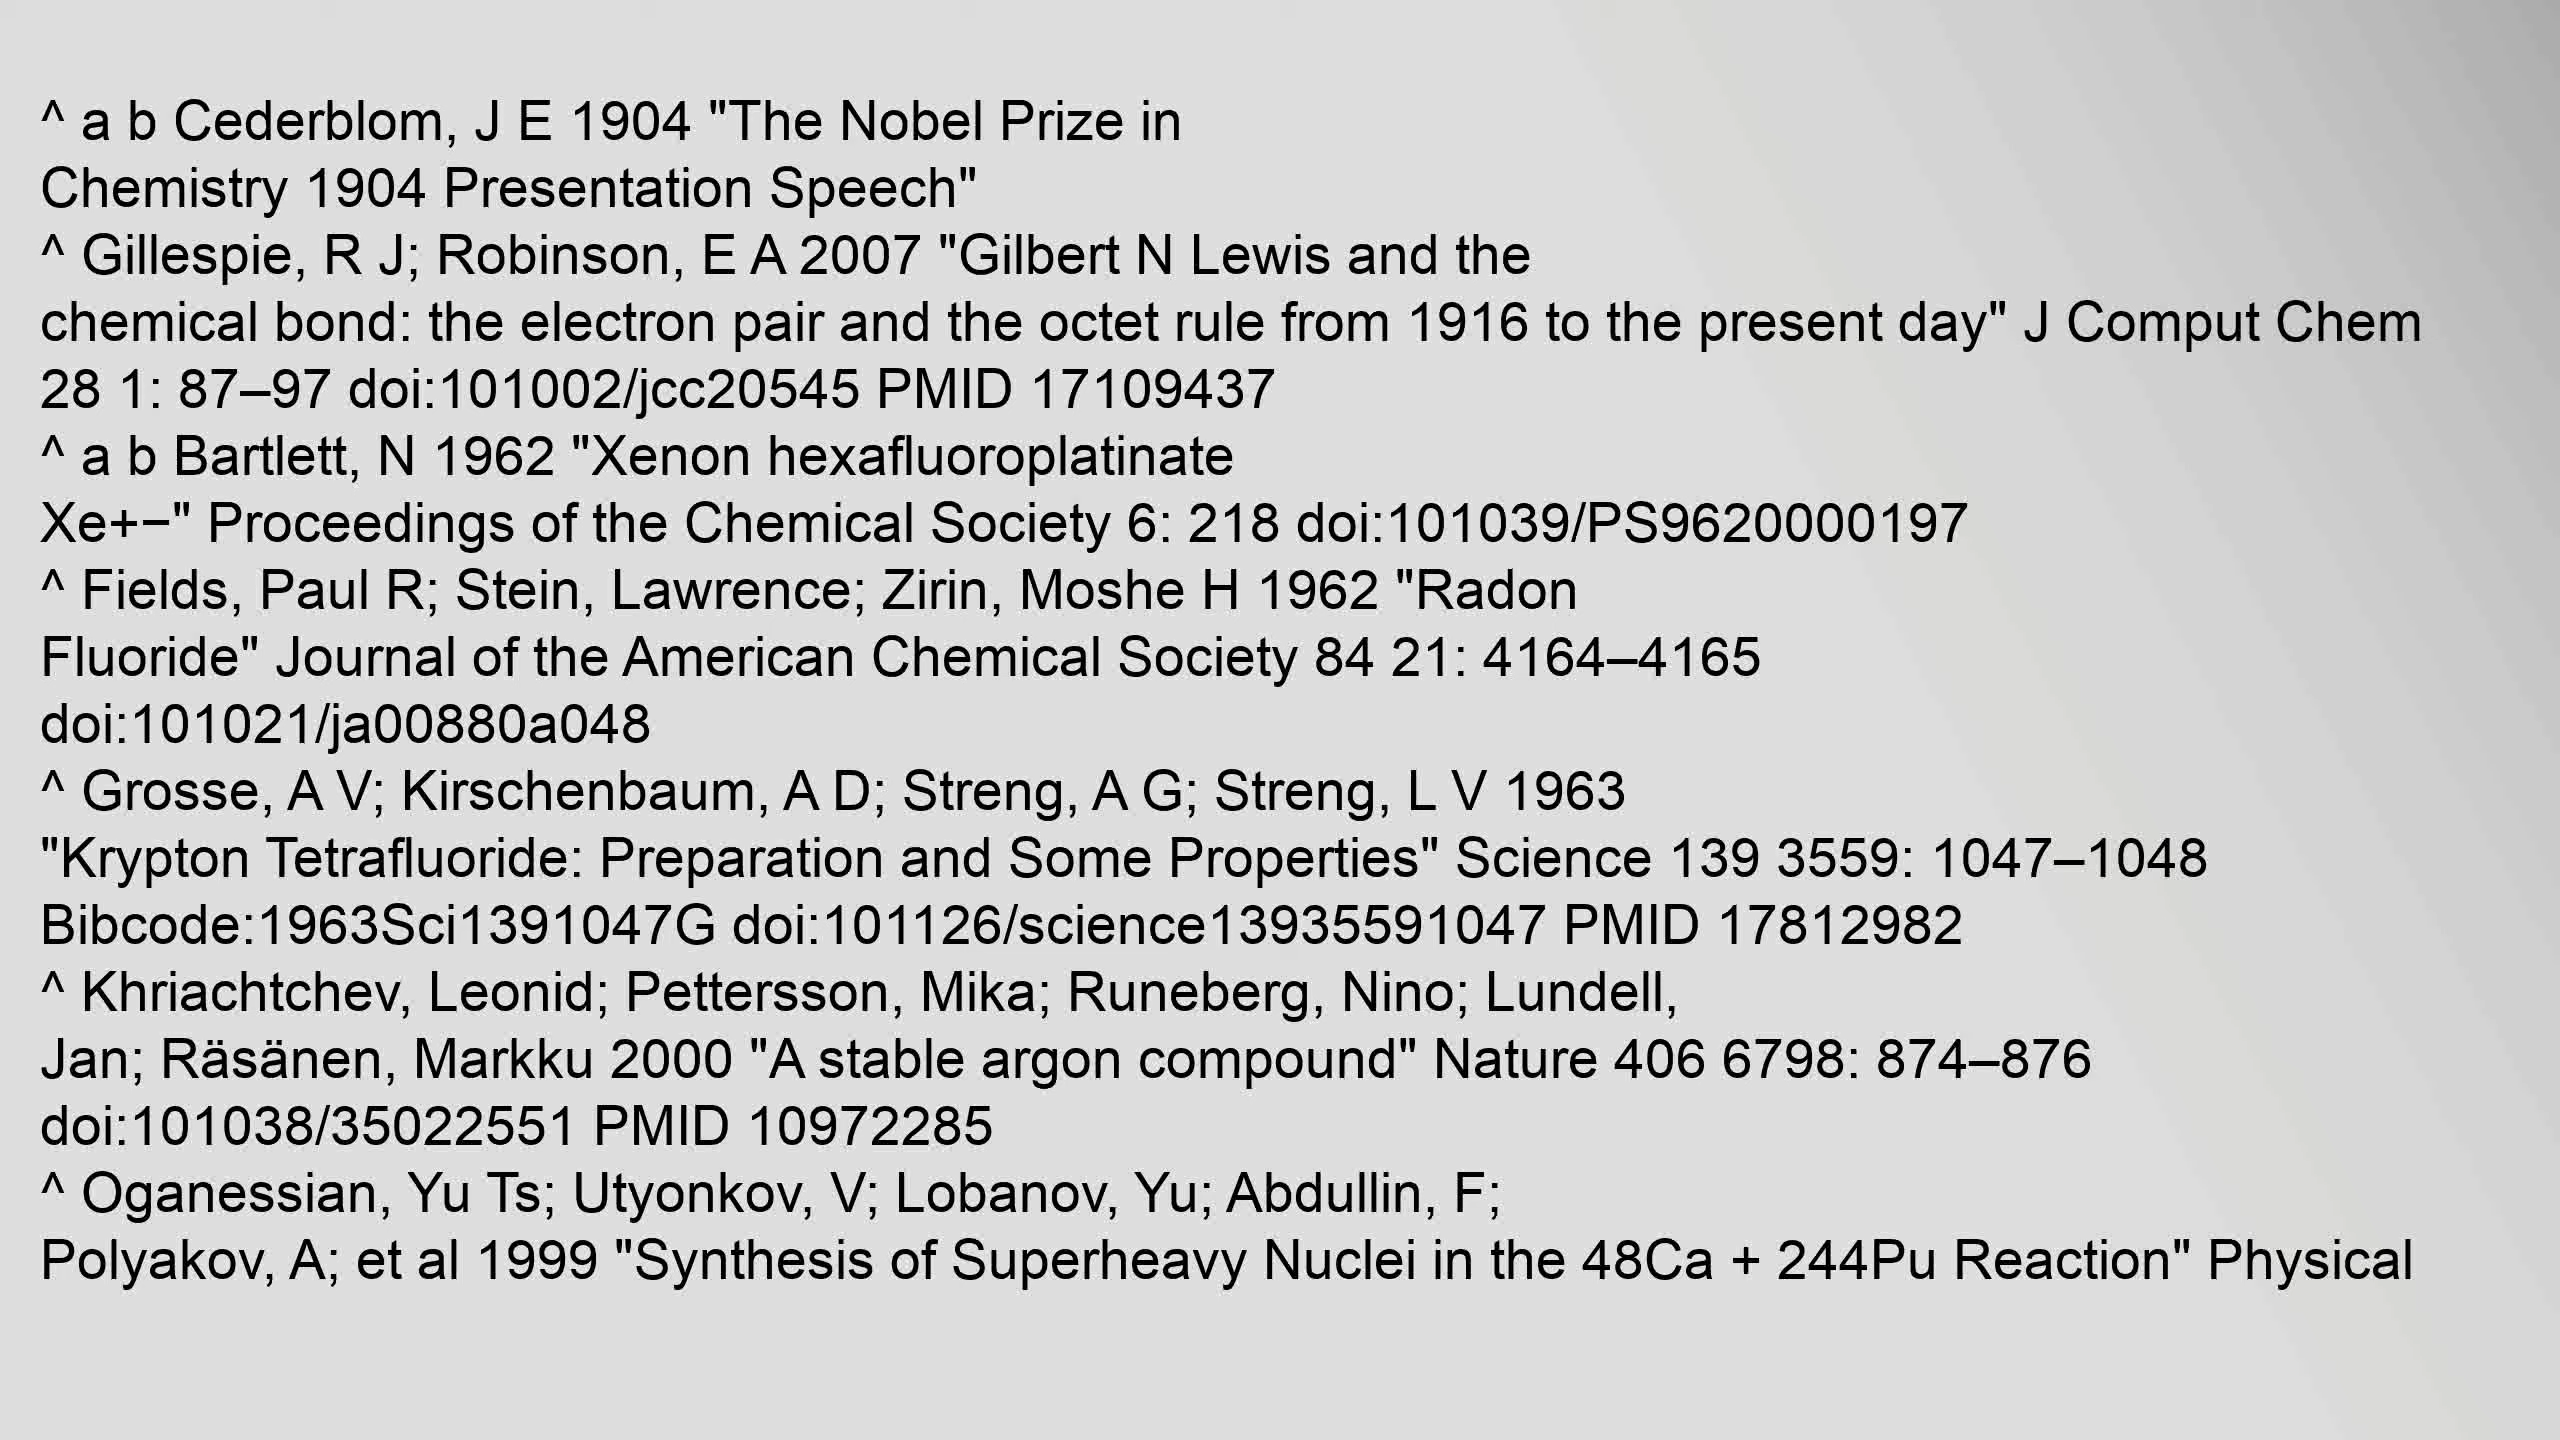 ^ a b Cederblom, J E 1904 "The Nobel Prize in
Chemistry 1904 Presentation Speech"
^ Gillespie, R J; Robinson, E A 2007 "Gilbert N Lewis and the
chemical bond: the electron pair and the octet rule from 1916 to the present day" J Comput Chem
28 1: 87–97 doi:101002/jcc20545 PMID 17109437
^ a b Bartlett, N 1962 "Xenon hexafluoroplatinate
Xe+−" Proceedings of the Chemical Society 6: 218 doi:101039/PS9620000197
^ Fields, Paul R; Stein, Lawrence; Zirin, Moshe H 1962 "Radon
Fluoride" Journal of the American Chemical Society 84 21: 4164–4165
doi:101021/ja00880a048
^ Grosse, A V; Kirschenbaum, A D; Streng, A G; Streng, L V 1963
"Krypton Tetrafluoride: Preparation and Some Properties" Science 139 3559: 1047–1048
Bibcode:1963Sci1391047G doi:101126/science13935591047 PMID 17812982
^ Khriachtchev, Leonid; Pettersson, Mika; Runeberg, Nino; Lundell,
Jan; Räsänen, Markku 2000 "A stable argon compound" Nature 406 6798: 874–876
doi:101038/35022551 PMID 10972285
^ Oganessian, Yu Ts; Utyonkov, V; Lobanov, Yu; Abdullin, F;
Polyakov, A; et al 1999 "Synthesis of Superheavy Nuclei in the 48Ca + 244Pu Reaction" Physical